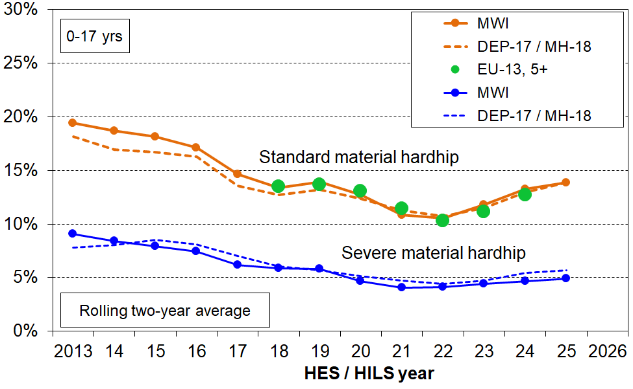 30%
25%
20%
15%
10%
5%
0%
0-17 yrs
MWI
DEP-17 / MH-18
EU-13, 5+
MWI
DEP-17 / MH-18
Standard material hardhip
Severe material hardhip
Rolling two-year average
2013 14 15 16 17 18 19 20 21 22 23 24 25 2026
HES / HILS year